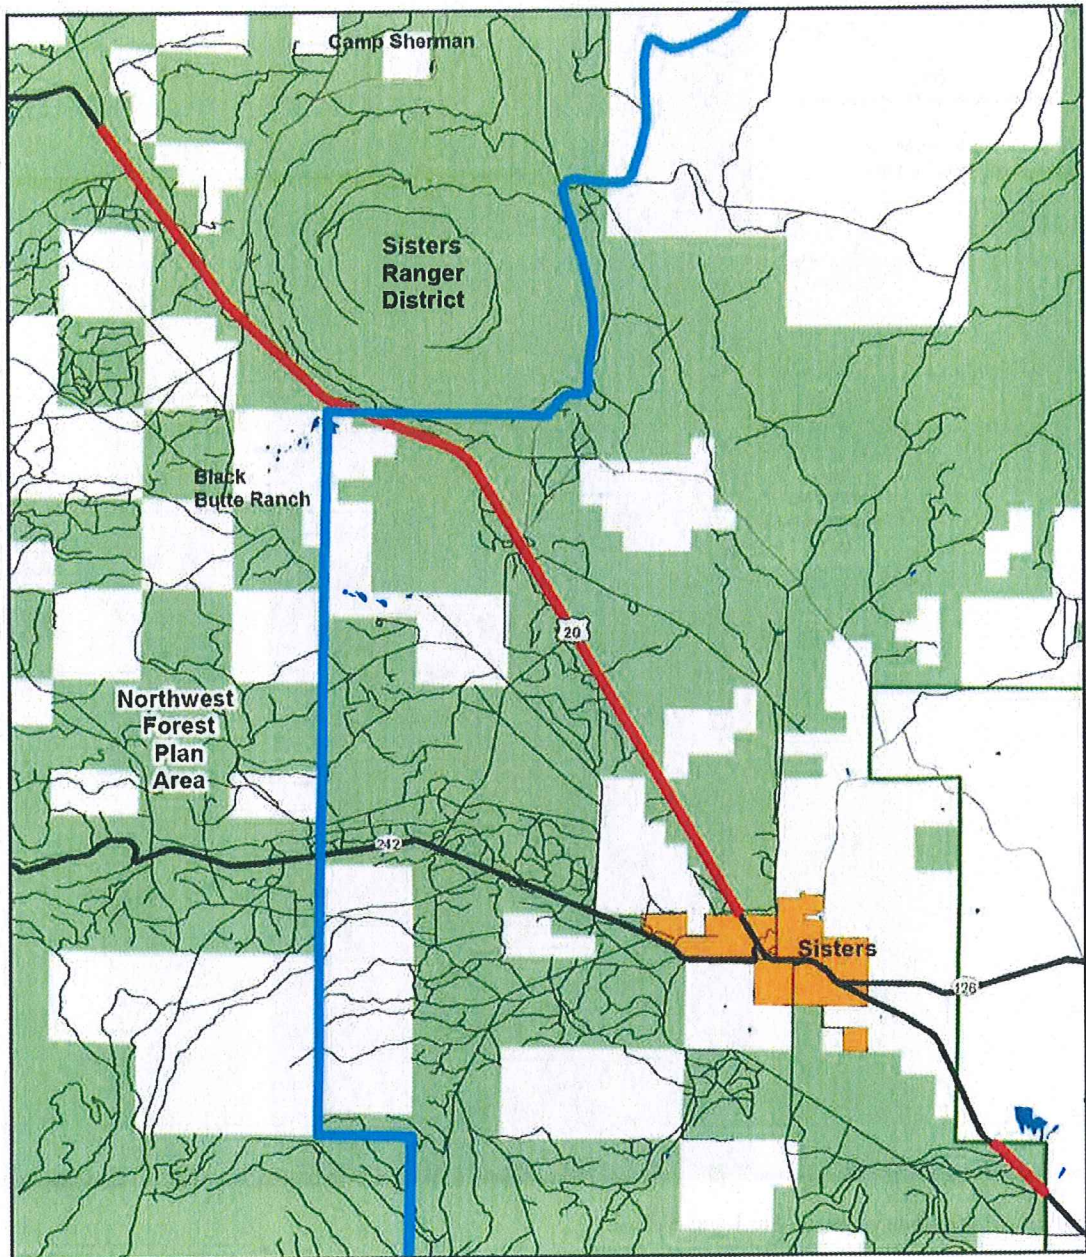 Camp Sherman
Sisters
Ranger
District
Black
Butte Ranch
20
Northwest
Forest
Plan
Area
242
Sisters
126